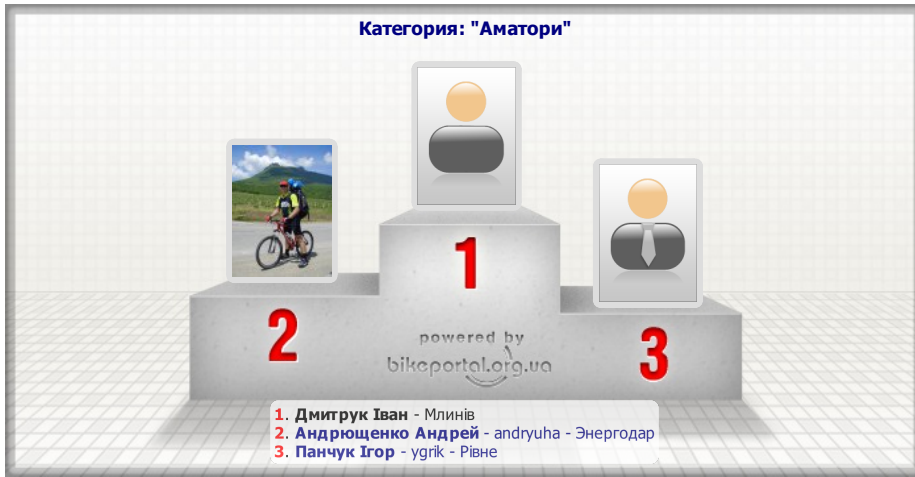 Категория: "Аматори"
1
2
3
powered by
bikeportal.org.ua
1. Дмитрук Іван - Млинів
2. Андрющенко Андрей - andryuha - Энергодар
3. Панчук Ігор - ygrik - Рівне